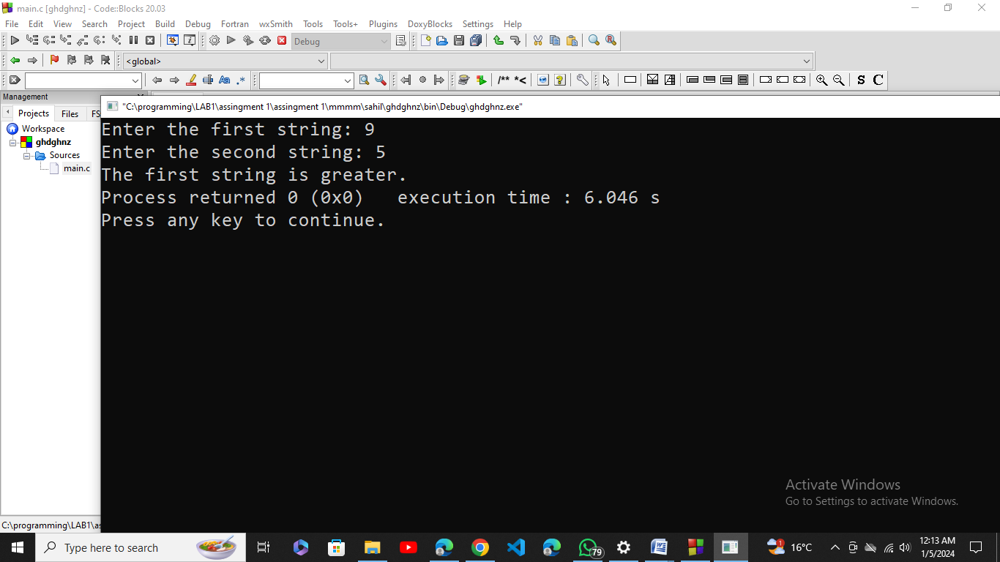 main.c [ghdghnz] - Code::Blocks 20.03
File Edit View Search Project Build Debug Fortran wxSmith Tools Tools+ Plugins DoxyBlocks Settings Help
Debug
<global>
/** *< S C
Management
Projects Files FS
Workspace
ghdghnz
Sources
main.c
"C:\programming\LAB1\assingment 1\assingment 1\mmmm\sahil\ghdghnz\bin\Debug\ghdghnz.exe"
Enter the first string: 9
Enter the second string: 5
The first string is greater.
Process returned 0 (0x0)   execution time : 6.046 s
Press any key to continue.
Activate Windows
Go to Settings to activate Windows.
C:\programming\LAB1\as
Type here to search
79
1
16°C
12:13 AM
1/5/2024